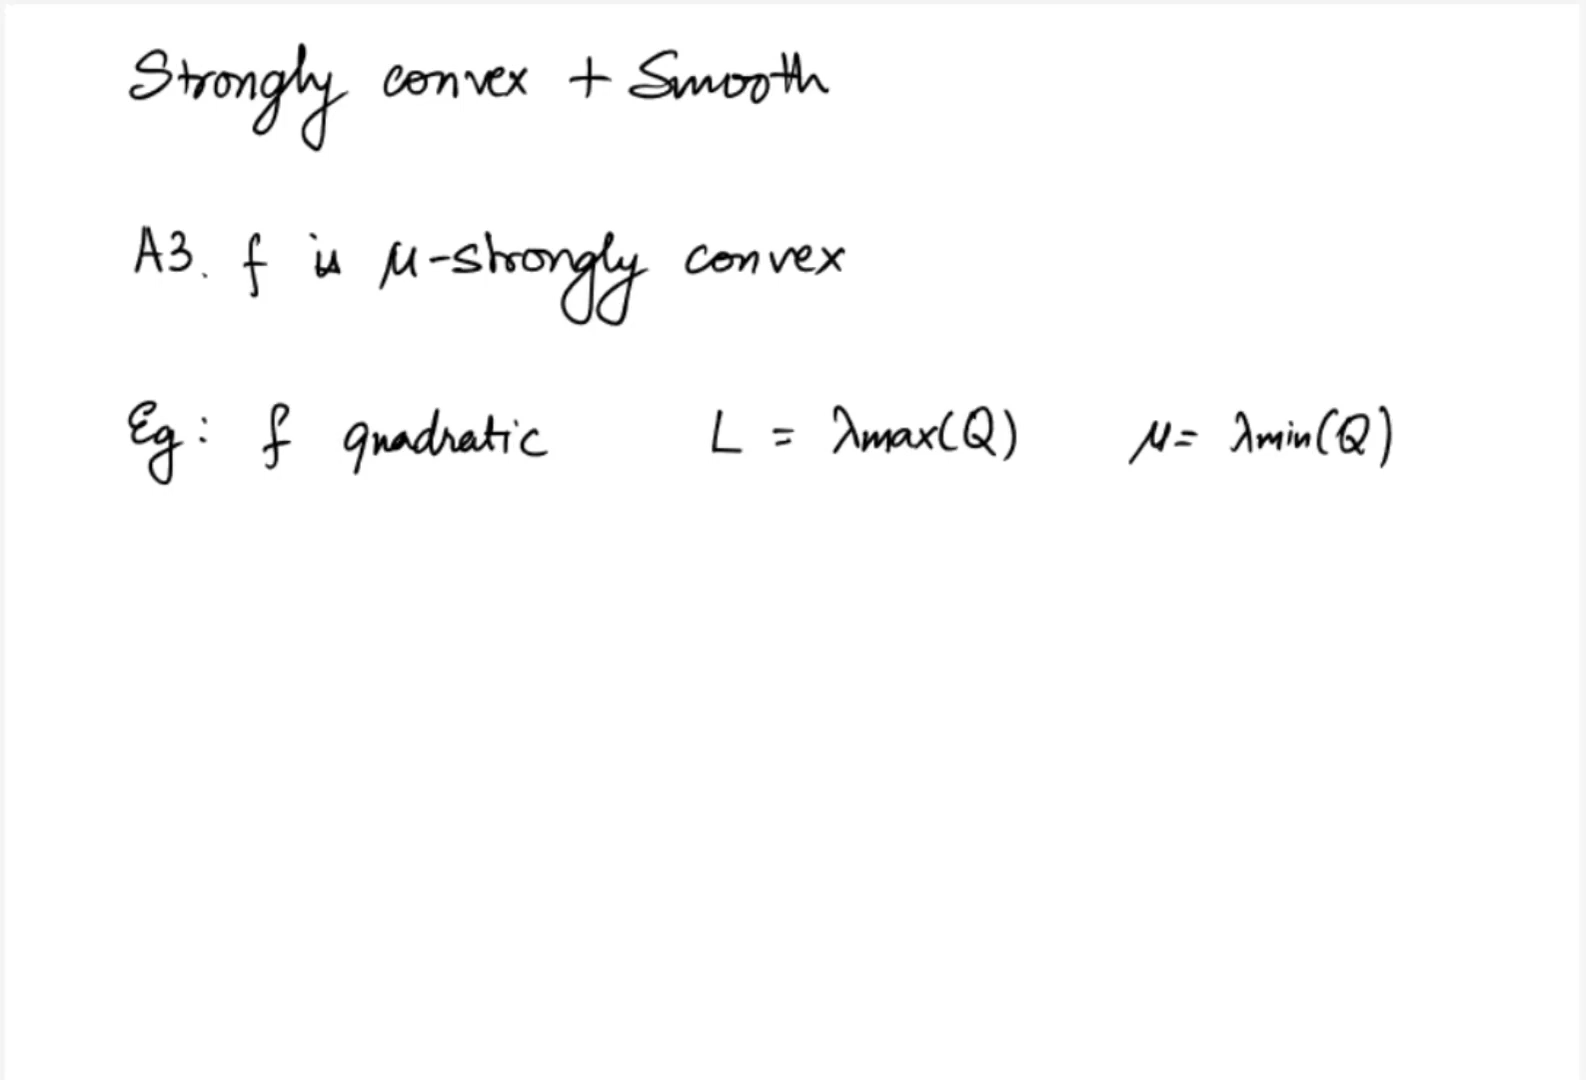 Strongly convex + Smooth
A3. f is μ-strongly convex
Eg: f quadratic L = λmax(Q) μ= λmin(Q)